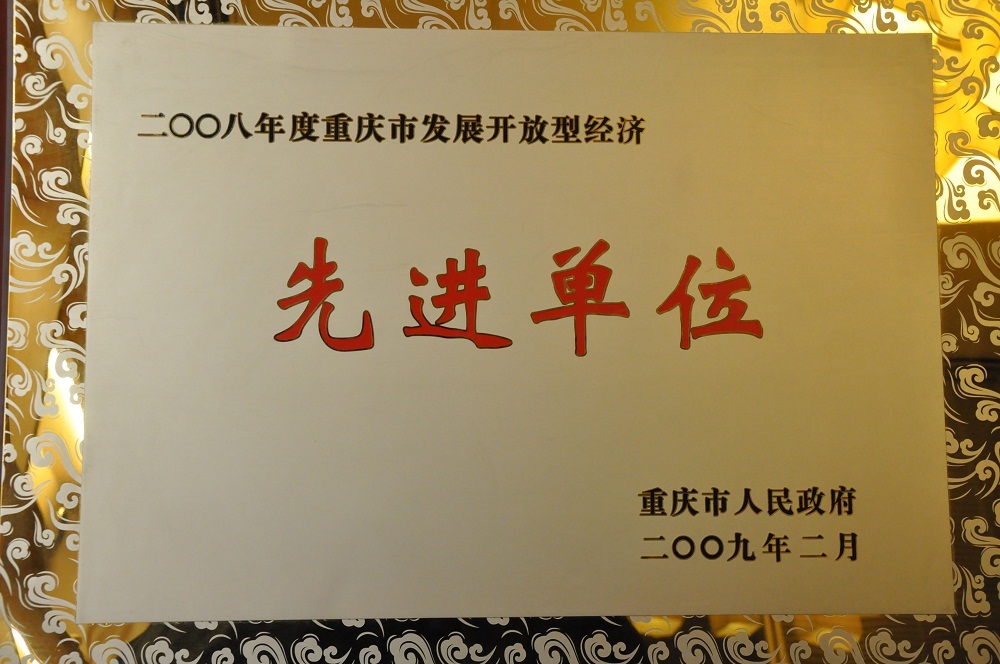 二〇〇八年度重庆市发展开放型经济
先进单位
重庆市人民政府
二〇〇九年二月